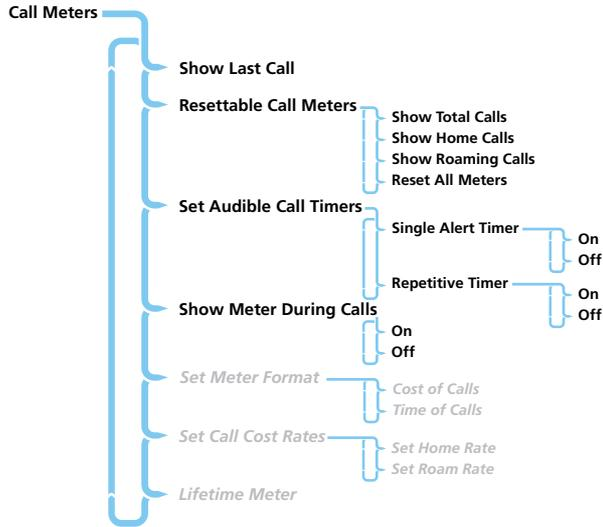 Call Meters
Show Last Call
Resettable Call Meters
Show Total Calls
Show Home Calls
Show Roaming Calls
Reset All Meters
Set Audible Call Timers
Single Alert Timer
On
Off
Repetitive Timer
On
Off
Show Meter During Calls
On
Off
Set Meter Format
Cost of Calls
Time of Calls
Set Call Cost Rates
Set Home Rate
Set Roam Rate
Lifetime Meter